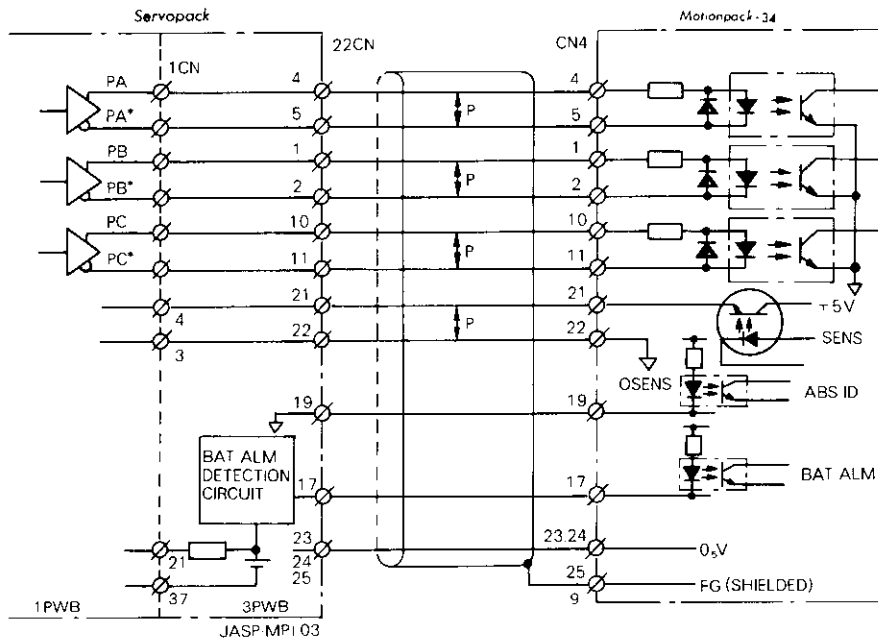 Servopack
Motionpack-34
22CN
CN4
1CN
PA
4
4
PA*
5
P
5
PB
1
1
PB*
2
P
2
PC
10
10
PC*
11
P
11
21
21
+5V
4
22
P
22
SENS
3
OSENS
19
19
ABS ID
BAT ALM
DETECTION
CIRCUIT
17
17
BAT ALM
23
23.24
0₅V
21
24
25
25
FG (SHIELDED)
37
9
1PWB
3PWB
JASP-MP1 03